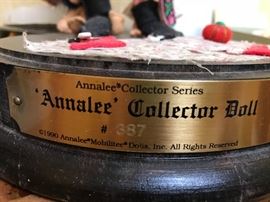 Annalee® Collector Series
'Annalee' Collector Doll
# 387
©1990 Annalee® Mobilitee® Dolls, Inc. All Rights Reserved